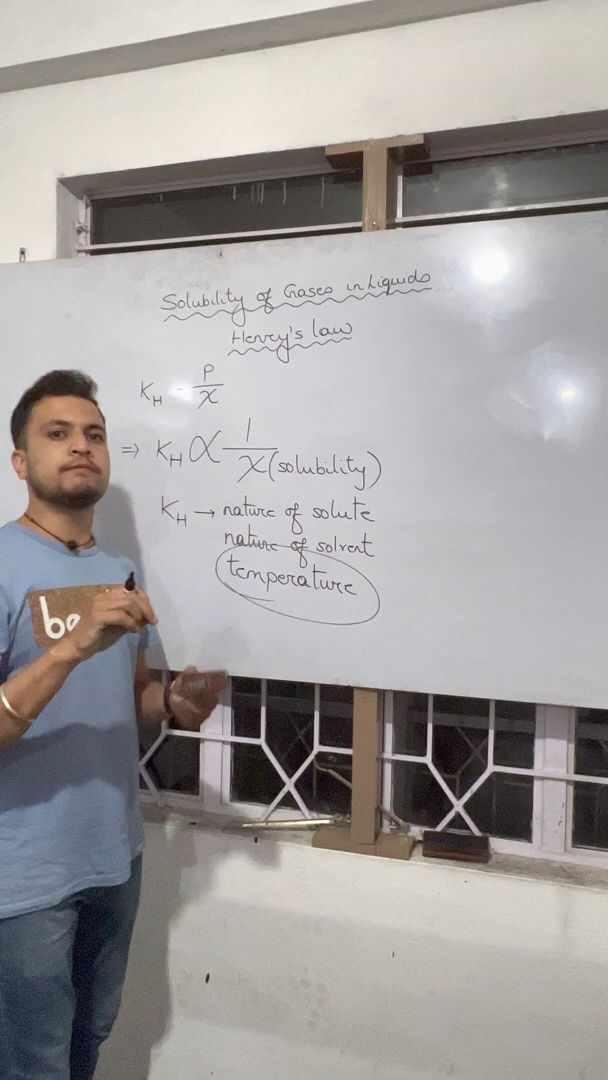 Solubility of Gases in Liquids
Henry's law
K_H - P/χ
⇒ K_H ∝ 1/χ (solubility)
K_H → nature of solute
nature of solvent
temperature
be